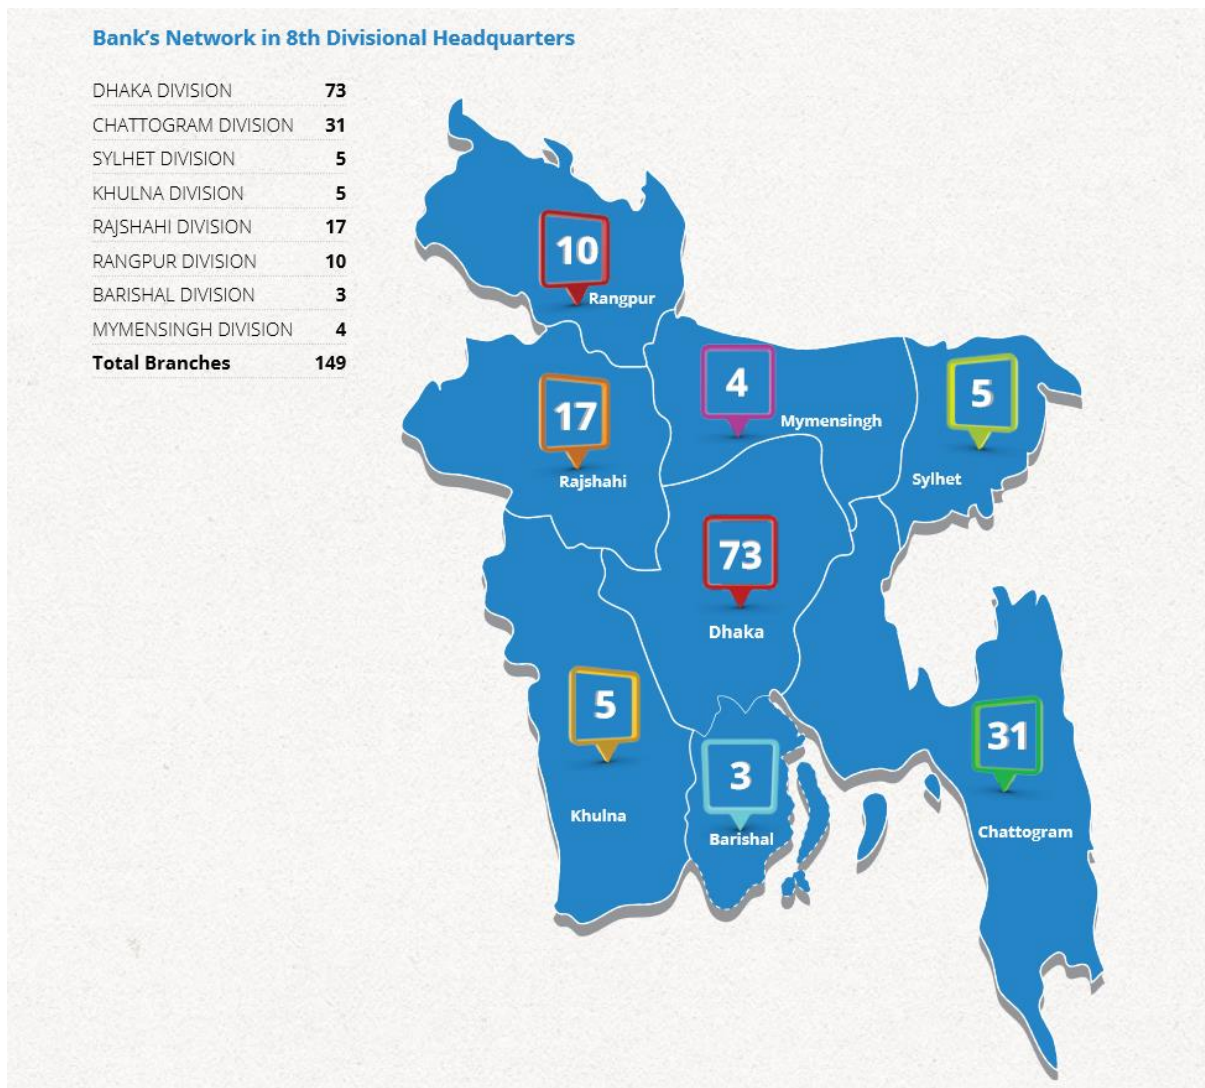 Bank’s Network in 8th Divisional Headquarters
DHAKA DIVISION 73
CHATTOGRAM DIVISION 31
SYLHET DIVISION 5
KHULNA DIVISION 5
RAJSHAHI DIVISION 17
RANGPUR DIVISION 10
BARISHAL DIVISION 3
MYMENSINGH DIVISION 4
Total Branches 149
10
Rangpur
4
Mymensingh
5
Sylhet
17
Rajshahi
73
Dhaka
5
Khulna
3
Barishal
31
Chattogram